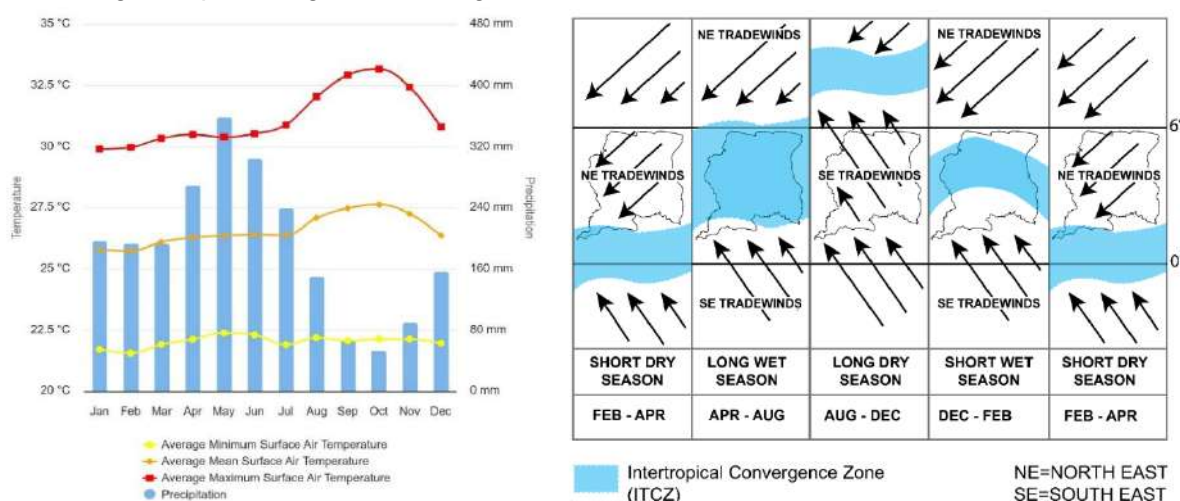 35 °C
480 mm
32.5 °C
400 mm
30 °C
320 mm
27.5 °C
240 mm
25 °C
160 mm
22.5 °C
80 mm
20 °C
0 mm
Temperature
Precipitation
Jan Feb Mar Apr May Jun Jul Aug Sep Oct Nov Dec
Average Minimum Surface Air Temperature
Average Mean Surface Air Temperature
Average Maximum Surface Air Temperature
Precipitation
NE TRADEWINDS
NE TRADEWINDS
6°
NE TRADEWINDS
SE TRADEWINDS
NE TRADEWINDS
0°
SE TRADEWINDS
SE TRADEWINDS
SHORT DRY SEASON
LONG WET SEASON
LONG DRY SEASON
SHORT WET SEASON
SHORT DRY SEASON
FEB - APR
APR - AUG
AUG - DEC
DEC - FEB
FEB - APR
Intertropical Convergence Zone
(ITCZ)
NE=NORTH EAST
SE=SOUTH EAST